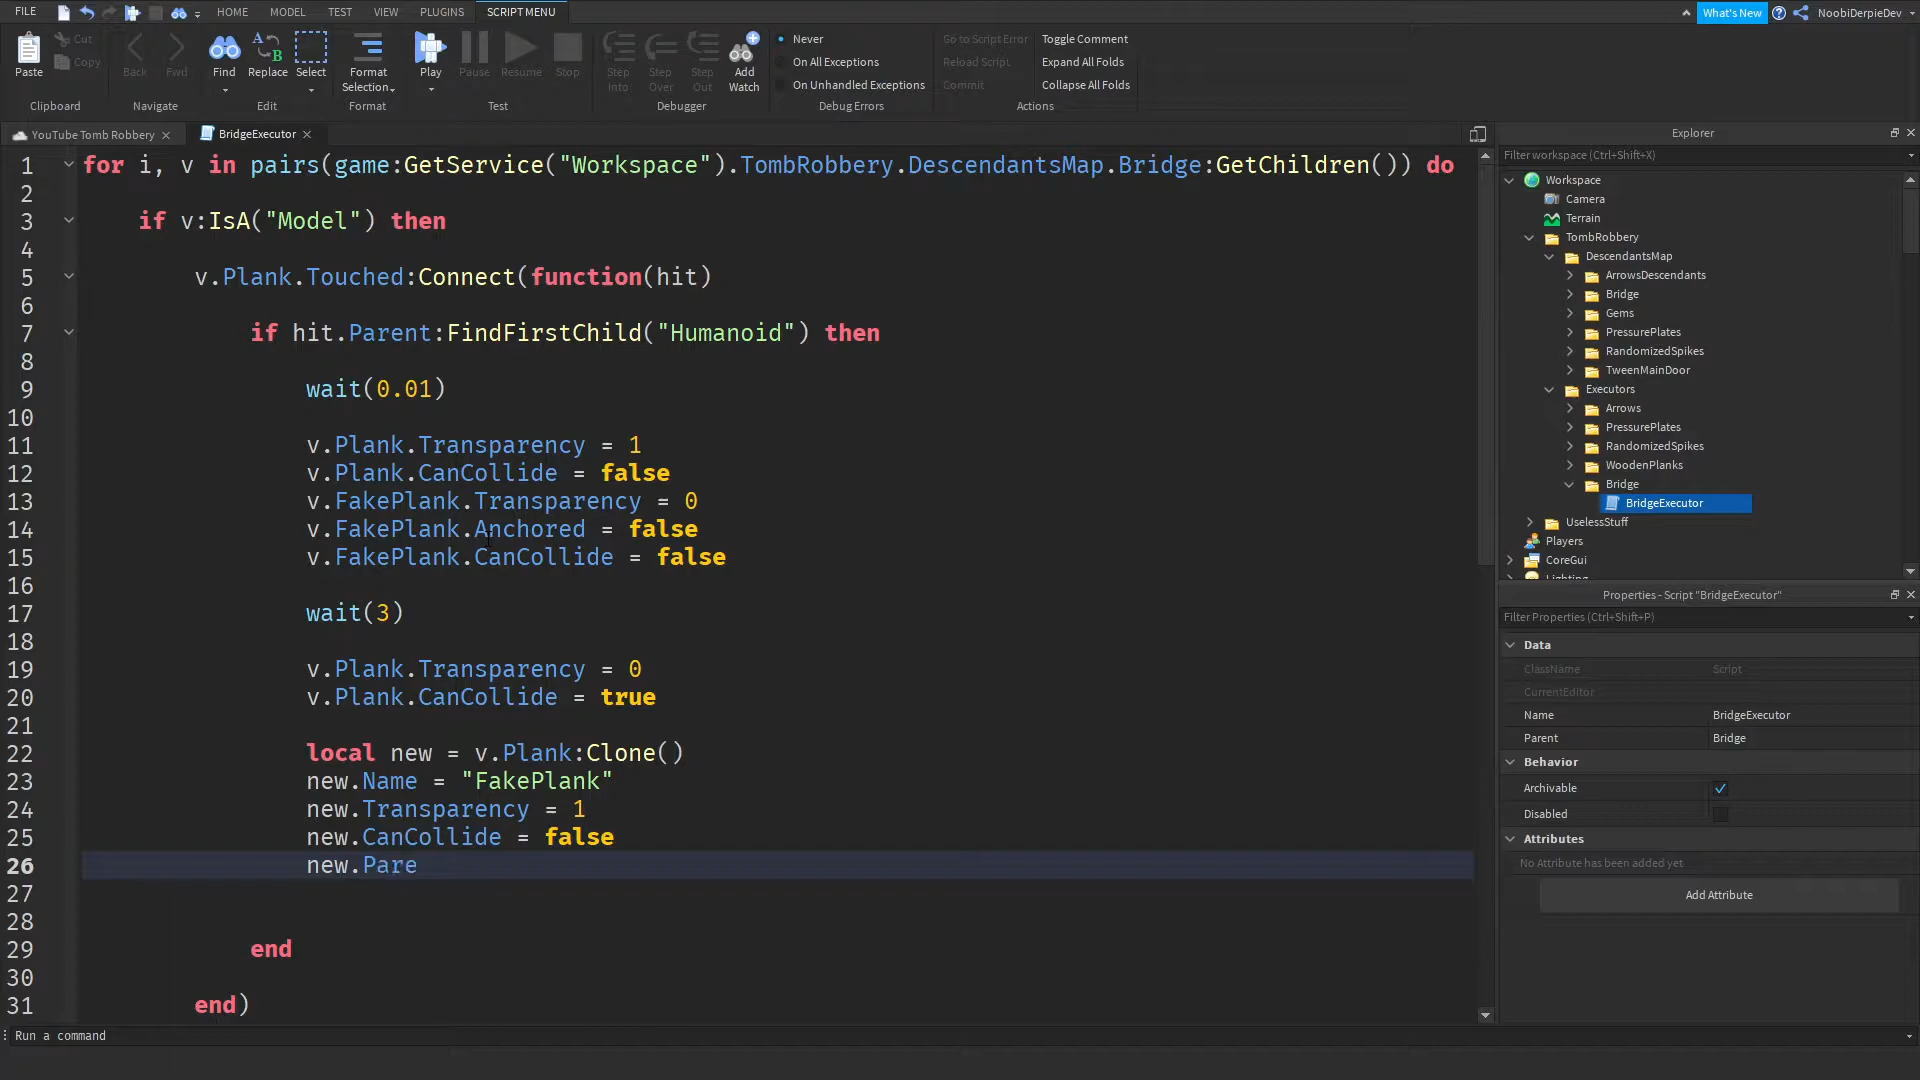 FILE HOME MODEL TEST VIEW PLUGINS SCRIPT MENU What's New NoobiDerpieDev
Paste Cut Copy
Back Fwd
Find Replace Select
Format Selection
Play Pause Resume Stop
Step Into Step Over Step Out Add Watch
Never
On All Exceptions
On Unhandled Exceptions
Go to Script Error
Reload Script
Commit
Toggle Comment
Expand All Folds
Collapse All Folds
Clipboard Navigate Edit Format Test Debugger Debug Errors Actions
YouTube Tomb Robbery BridgeExecutor
1 for i, v in pairs(game:GetService("Workspace").TombRobbery.DescendantsMap.Bridge:GetChildren()) do
2
3 if v:IsA("Model") then
4
5 v.Plank.Touched:Connect(function(hit)
6
7 if hit.Parent:FindFirstChild("Humanoid") then
8
9 wait(0.01)
10
11 v.Plank.Transparency = 1
12 v.Plank.CanCollide = false
13 v.FakePlank.Transparency = 0
14 v.FakePlank.Anchored = false
15 v.FakePlank.CanCollide = false
16
17 wait(3)
18
19 v.Plank.Transparency = 0
20 v.Plank.CanCollide = true
21
22 local new = v.Plank:Clone()
23 new.Name = "FakePlank"
24 new.Transparency = 1
25 new.CanCollide = false
26 new.Pare
27
28
29 end
30
31 end)
Run a command
Explorer
Filter workspace (Ctrl+Shift+X)
Workspace
Camera
Terrain
TombRobbery
DescendantsMap
ArrowsDescendants
Bridge
Gems
PressurePlates
RandomizedSpikes
TweenMainDoor
Executors
Arrows
PressurePlates
RandomizedSpikes
WoodenPlanks
Bridge
BridgeExecutor
UselessStuff
Players
CoreGui
Lighting
Properties - Script "BridgeExecutor"
Filter Properties (Ctrl+Shift+P)
Data
ClassName Script
CurrentEditor
Name BridgeExecutor
Parent Bridge
Behavior
Archivable
Disabled
Attributes
No Attribute has been added yet
Add Attribute